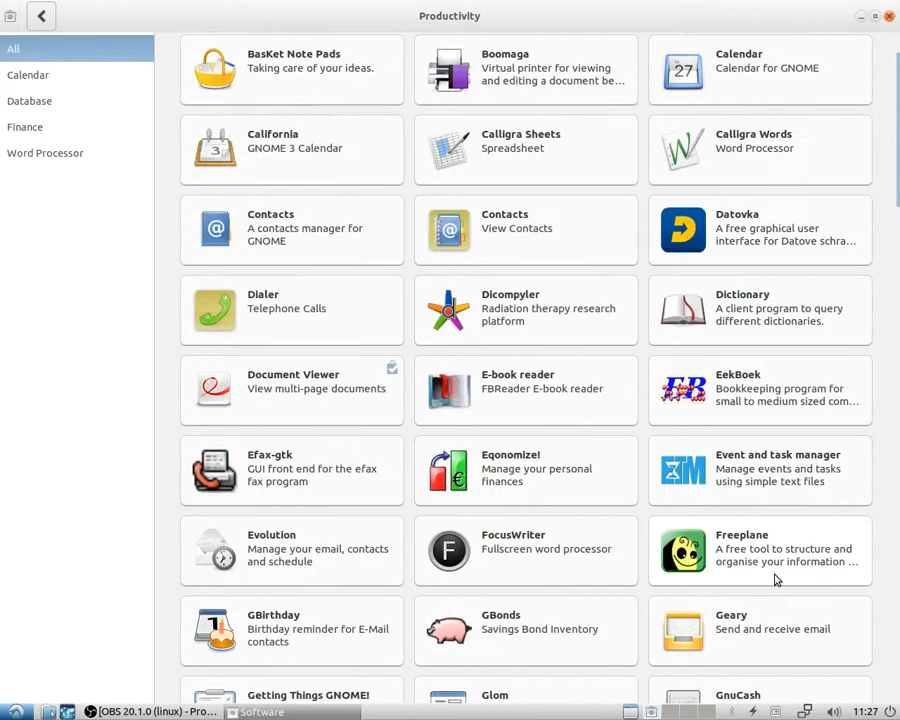 Productivity
All
Calendar
Database
Finance
Word Processor
BasKet Note Pads
Taking care of your ideas.
Boomaga
Virtual printer for viewing
and editing a document be...
27
Calendar
Calendar for GNOME
3
California
GNOME 3 Calendar
Calligra Sheets
Spreadsheet
W
Calligra Words
Word Processor
@
Contacts
A contacts manager for
GNOME
@
Contacts
View Contacts
Datovka
A free graphical user
interface for Datove schra...
Dialer
Telephone Calls
Dicompyler
Radiation therapy research
platform
Dictionary
A client program to query
different dictionaries.
Document Viewer
View multi-page documents
E-book reader
FBReader E-book reader
EB
EekBoek
Bookkeeping program for
small to medium sized com...
Efax-gtk
GUI front end for the efax
fax program
€
Eqonomize!
Manage your personal
finances
ETM
Event and task manager
Manage events and tasks
using simple text files
Evolution
Manage your email, contacts
and schedule
F
FocusWriter
Fullscreen word processor
Freeplane
A free tool to structure and
organise your information ...
1
GBirthday
Birthday reminder for E-Mail
contacts
GBonds
Savings Bond Inventory
Geary
Send and receive email
Getting Things GNOME!
Glom
GnuCash
[OBS 20.1.0 (linux) - Pro...
Software
11:27